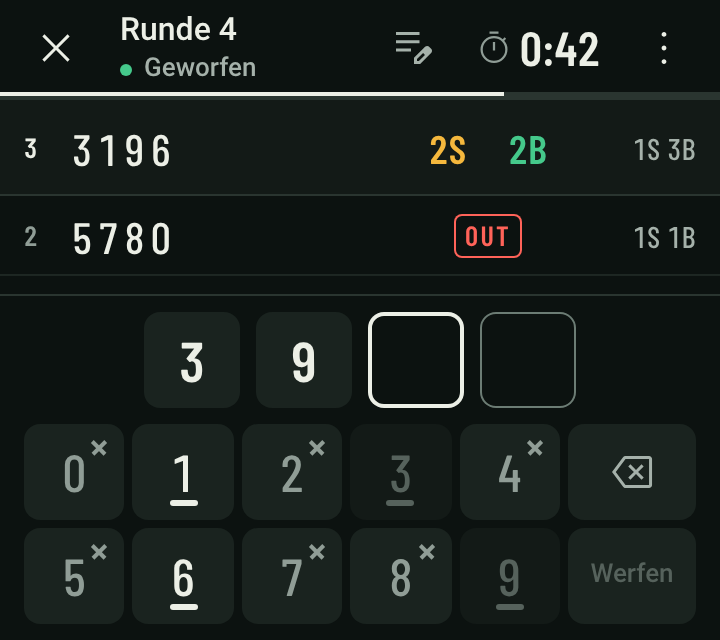 Runde 4
Geworfen
0:42
3 3196 2S 2B 1S 3B
2 5780 OUT 1S 1B
3 9
0 1 2 3 4
5 6 7 8 9 Werfen